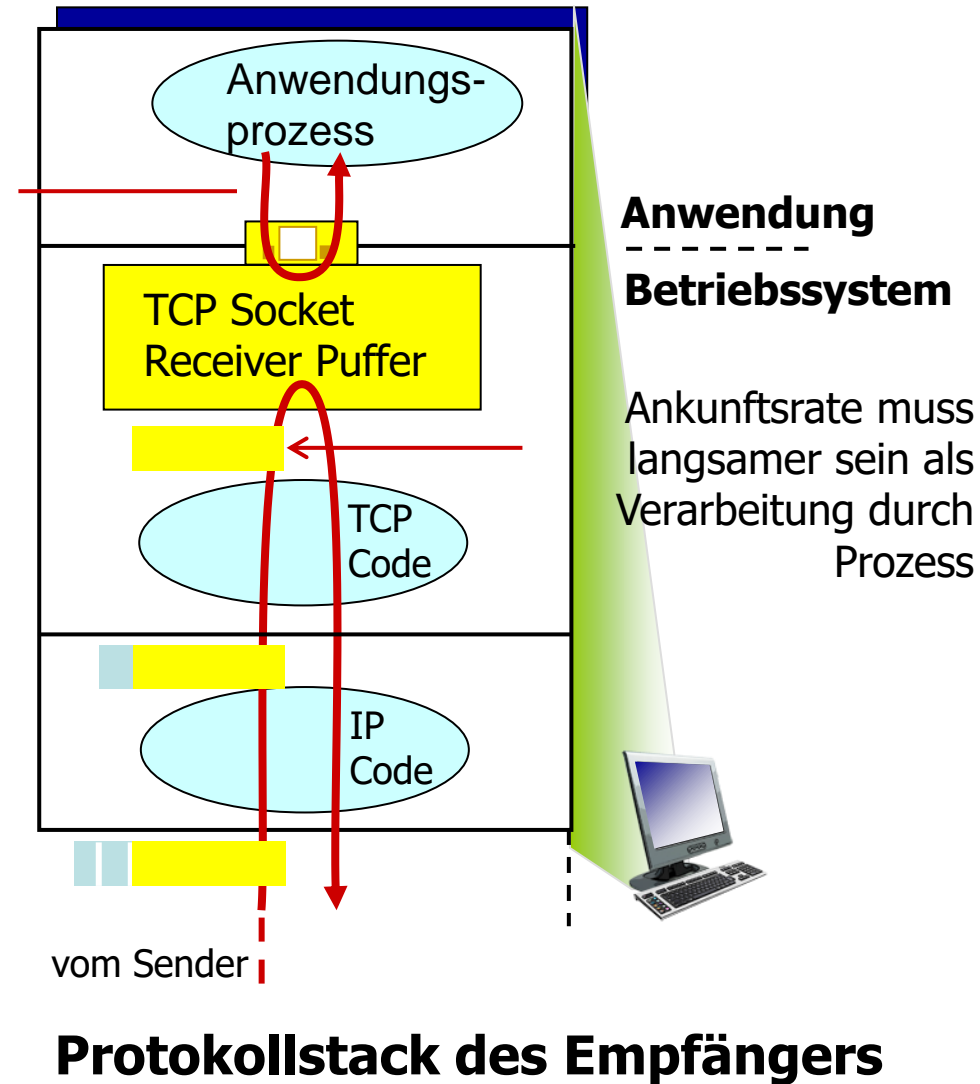 Anwendungs-
prozess
Anwendung
Betriebssystem
TCP Socket
Receiver Puffer
Ankunftsrate muss
langsamer sein als
Verarbeitung durch
Prozess
TCP
Code
IP
Code
vom Sender
Protokollstack des Empfängers